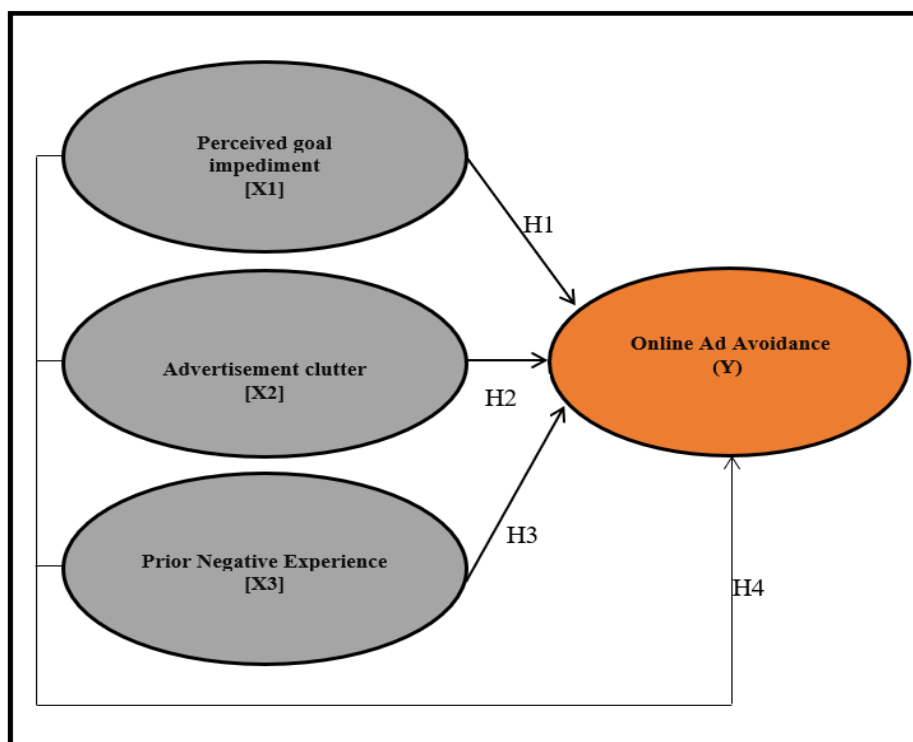 Perceived goal
impediment
[X1]
H1
Online Ad Avoidance
(Y)
Advertisement clutter
[X2]
H2
Prior Negative Experience
[X3]
H3
H4